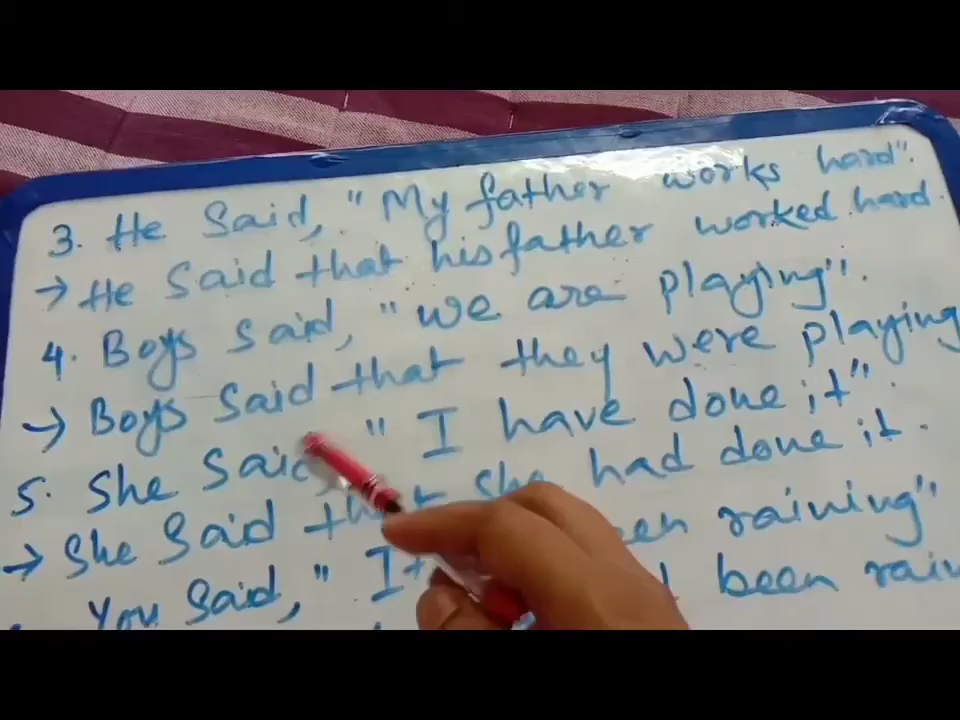 3. He Said, "My father works hard".
→ He Said that his father worked hard
4. Boys Said, "we are playing".
→ Boys Said that they were playing
5. She Said " I have done it".
→ She Said that she had done it.
You Said, " It been raining"
been